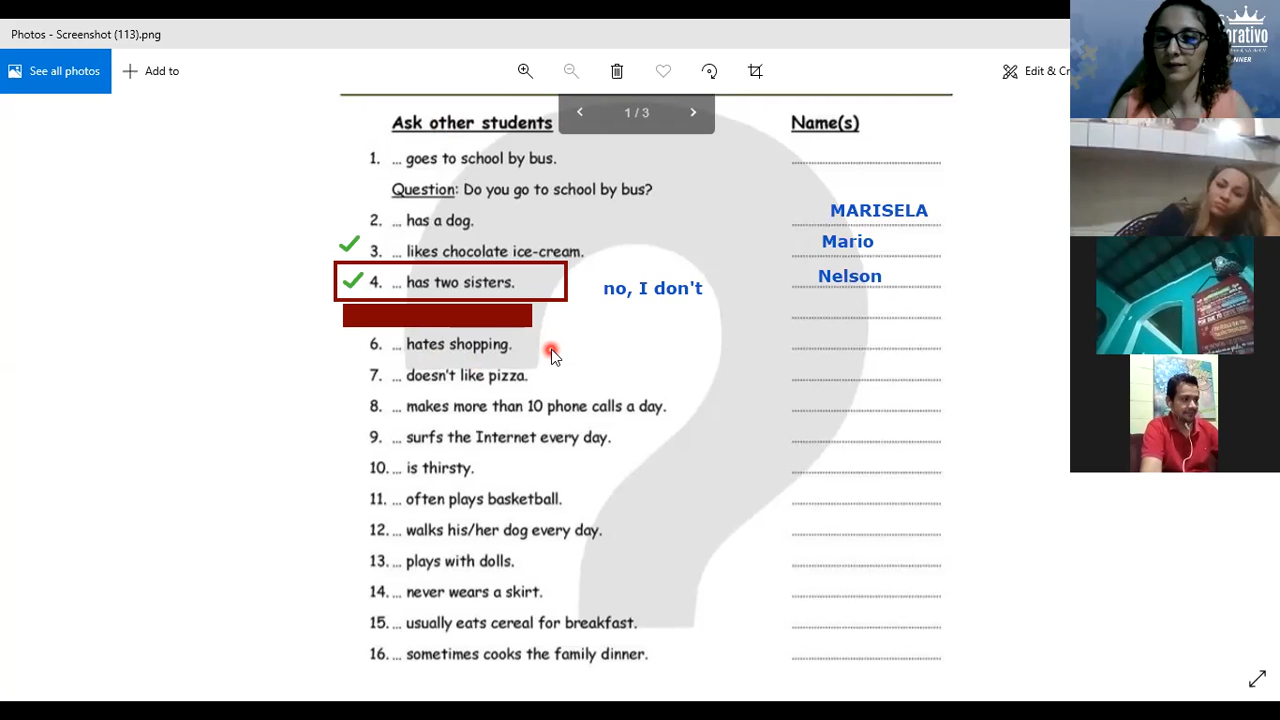 Photos - Screenshot (113).png
See all photos
Add to
1 / 3
Edit & Cr
orativo
NNER
Ask other students
Name(s)
1. ... goes to school by bus.
Question: Do you go to school by bus?
MARISELA
2. ... has a dog.
Mario
3. ... likes chocolate ice-cream.
Nelson
4. ... has two sisters.
no, I don't
6. ... hates shopping.
7. ... doesn't like pizza.
8. ... makes more than 10 phone calls a day.
9. ... surfs the Internet every day.
10. ... is thirsty.
11. ... often plays basketball.
12. ... walks his/her dog every day.
13. ... plays with dolls.
14. ... never wears a skirt.
15. ... usually eats cereal for breakfast.
16. ... sometimes cooks the family dinner.